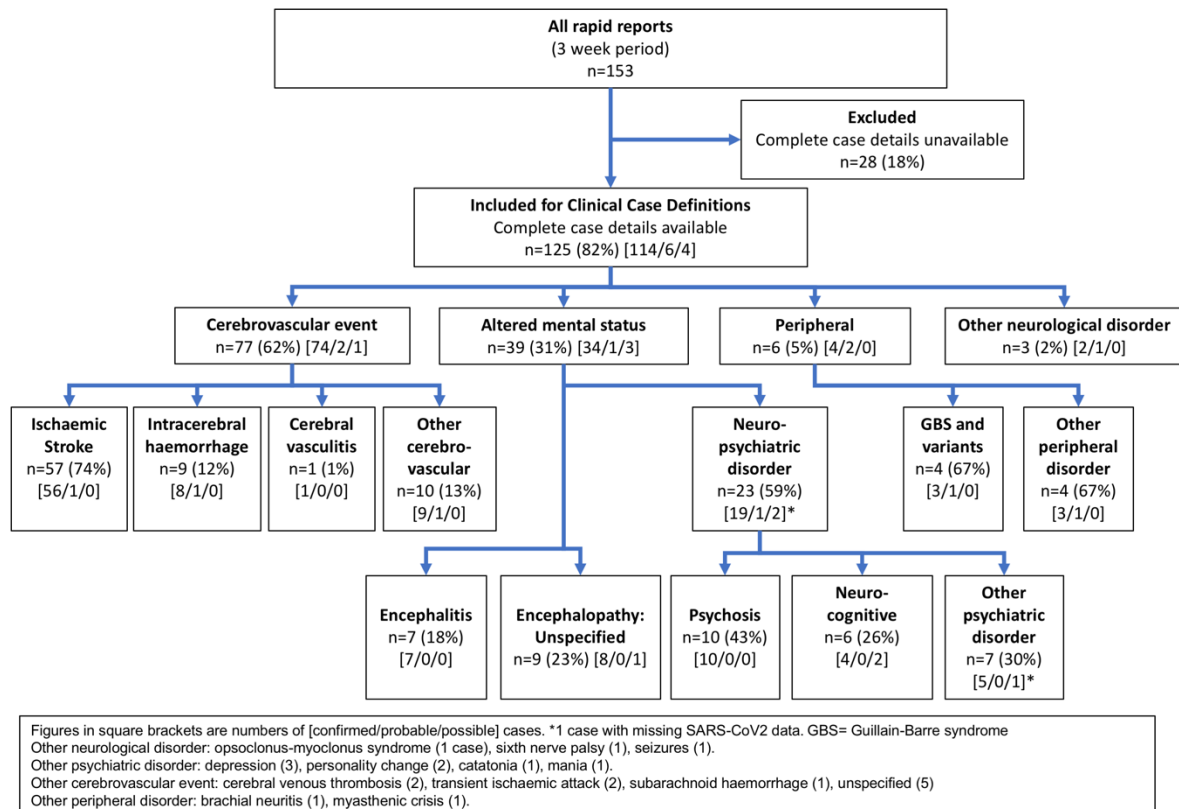 All rapid reports
(3 week period)
n=153
Excluded
Complete case details unavailable
n=28 (18%)
Included for Clinical Case Definitions
Complete case details available
n=125 (82%) [114/6/4]
Cerebrovascular event
n=77 (62%) [74/2/1]
Altered mental status
n=39 (31%) [34/1/3]
Peripheral
n=6 (5%) [4/2/0]
Other neurological disorder
n=3 (2%) [2/1/0]
Ischaemic
Stroke
n=57 (74%)
[56/1/0]
Intracerebral
haemorrhage
n=9 (12%)
[8/1/0]
Cerebral
vasculitis
n=1 (1%)
[1/0/0]
Other
cerebro-
vascular
n=10 (13%)
[9/1/0]
Neuro-
psychiatric
disorder
n=23 (59%)
[19/1/2]*
GBS and
variants
n=4 (67%)
[3/1/0]
Other
peripheral
disorder
n=4 (67%)
[3/1/0]
Encephalitis
n=7 (18%)
[7/0/0]
Encephalopathy:
Unspecified
n=9 (23%) [8/0/1]
Psychosis
n=10 (43%)
[10/0/0]
Neuro-
cognitive
n=6 (26%)
[4/0/2]
Other
psychiatric
disorder
n=7 (30%)
[5/0/1]*
Figures in square brackets are numbers of [confirmed/probable/possible] cases. *1 case with missing SARS-CoV2 data. GBS= Guillain-Barre syndrome
Other neurological disorder: opsoclonus-myoclonus syndrome (1 case), sixth nerve palsy (1), seizures (1).
Other psychiatric disorder: depression (3), personality change (2), catatonia (1), mania (1).
Other cerebrovascular event: cerebral venous thrombosis (2), transient ischaemic attack (2), subarachnoid haemorrhage (1), unspecified (5)
Other peripheral disorder: brachial neuritis (1), myasthenic crisis (1).